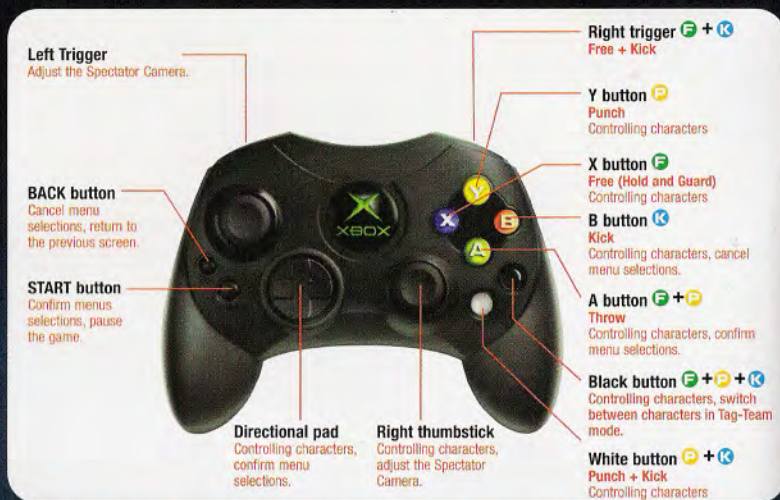 Left Trigger
Adjust the Spectator Camera.
BACK button
Cancel menu
selections, return to
the previous screen.
START button
Confirm menus
selections, pause
the game.
Directional pad
Controlling characters,
confirm menu
selections.
Right thumbstick
Controlling characters,
adjust the Spectator
Camera.
XBOX
Y
X
B
A
Right trigger F + K
Free + Kick
Y button P
Punch
Controlling characters
X button F
Free (Hold and Guard)
Controlling characters
B button K
Kick
Controlling characters, cancel
menu selections.
A button F + P
Throw
Controlling characters, confirm
menu selections.
Black button F + P + K
Controlling characters, switch
between characters in Tag-Team
mode.
White button P + K
Punch + Kick
Controlling characters